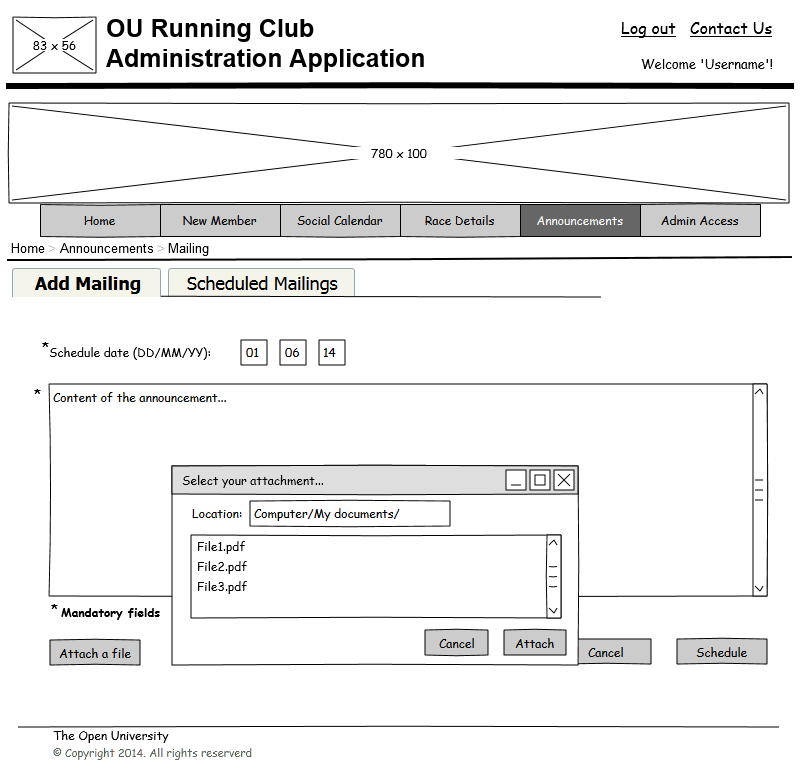 83 x 56
OU Running Club
Administration Application
Log out Contact Us
Welcome 'Username'!
780 x 100
Home New Member Social Calendar Race Details Announcements Admin Access
Home > Announcements > Mailing
Add Mailing Scheduled Mailings
*Schedule date (DD/MM/YY): 01 06 14
* Content of the announcement...
Select your attachment...
Location: Computer/My documents/
File1.pdf
File2.pdf
File3.pdf
Cancel Attach
* Mandatory fields
Attach a file Cancel Schedule
The Open University
© Copyright 2014. All rights reserverd